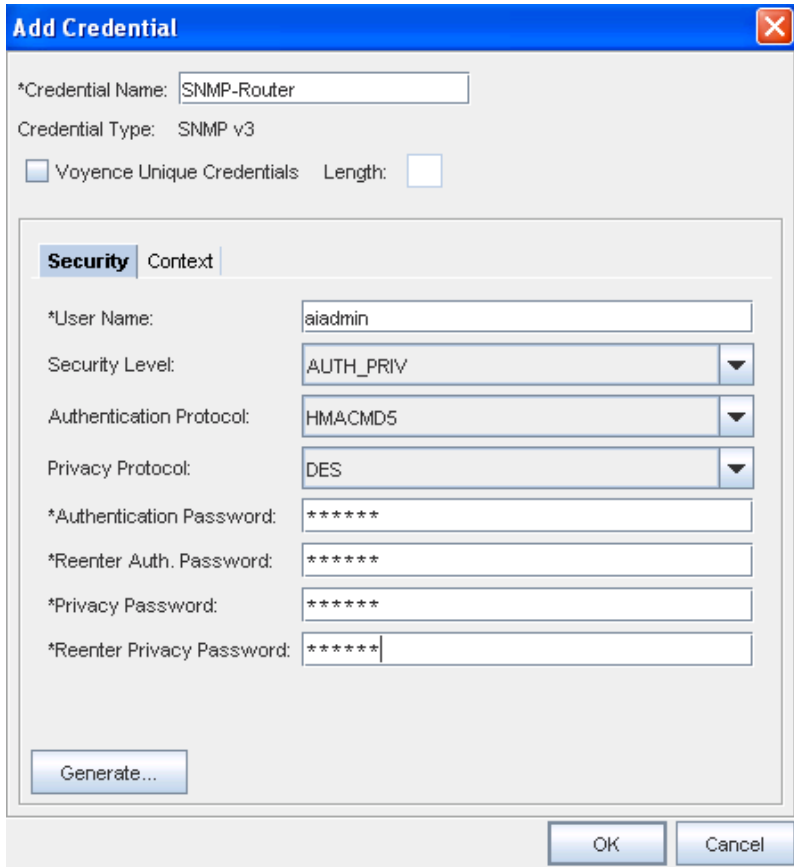 Add Credential
*Credential Name: SNMP-Router
Credential Type: SNMP v3
Voyence Unique Credentials Length:
Security Context
*User Name: aiadmin
Security Level: AUTH_PRIV
Authentication Protocol: HMACMD5
Privacy Protocol: DES
*Authentication Password: ******
*Reenter Auth. Password: ******
*Privacy Password: ******
*Reenter Privacy Password: ******
Generate...
OK Cancel